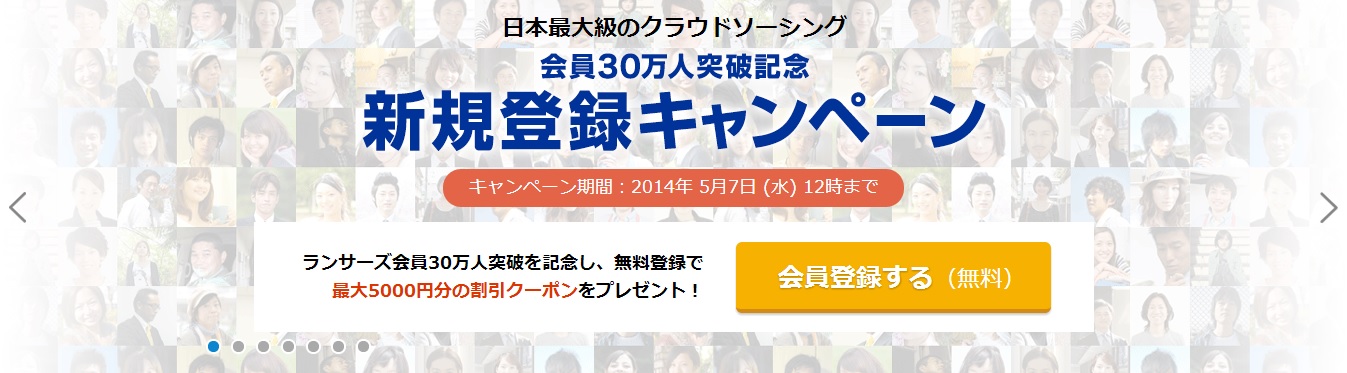 日本最大級のクラウドソーシング
会員30万人突破記念
新規登録キャンペーン
キャンペーン期間：2014年 5月7日 (水) 12時まで
ランサーズ会員30万人突破を記念し、無料登録で
最大5000円分の割引クーポンをプレゼント！
会員登録する（無料）